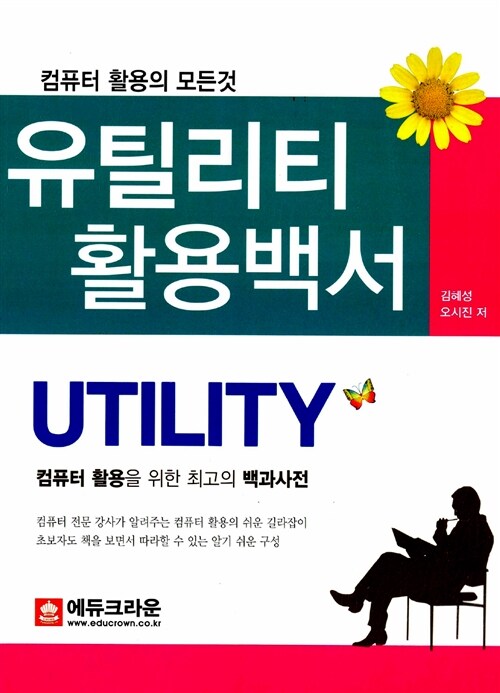 컴퓨터 활용의 모든것
유틸리티
활용백서
김혜성
오시진 저
UTILITY
컴퓨터 활용을 위한 최고의 백과사전
컴퓨터 전문 강사가 알려주는 컴퓨터 활용의 쉬운 길라잡이
초보자도 책을 보면서 따라할 수 있는 알기 쉬운 구성
에듀크라운
www.educrown.co.kr